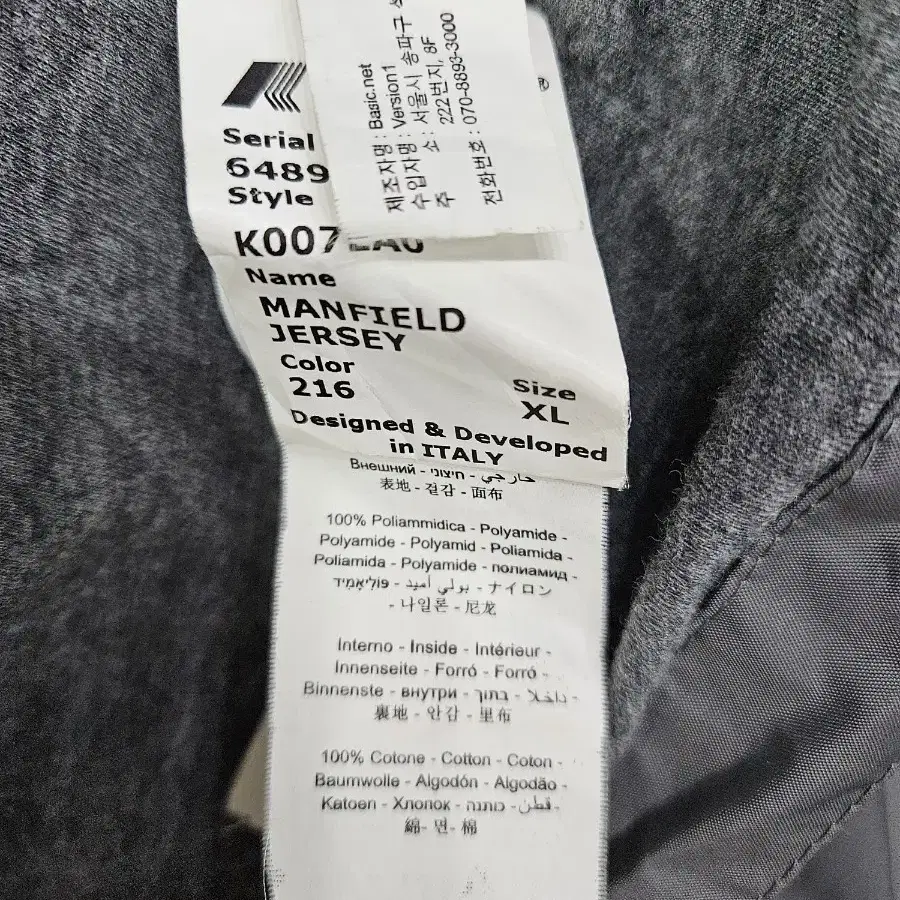 제조자명 : Basic.net
수입자명 : Version1
주 소 : 서울시 송파구
222번지, 8F
전화번호 : 070-8893-3000
Serial
6489
Style
K007
Name
MANFIELD
JERSEY
Color
216
Size
XL
Designed & Developed
in ITALY
Внешний - חיצוני - خارجي -
表地 - 겉감 - 面布
100% Poliammidica - Polyamide -
Polyamide - Polyamid - Poliamida -
Poliamida - Polyamide - полиамид -
פוליאמיד - بولي أميد - ナイロン
- 나일론 - 尼龙
Interno - Inside - Intérieur -
Innenseite - Forró - Forro -
Binnenste - внутри - בתוך - داخلا -
裏地 - 안감 - 里布
100% Cotone - Cotton - Coton -
Baumwolle - Algodón - Algodão -
Katoen - Хлопок - כותנה - قطن -
綿- 면- 棉